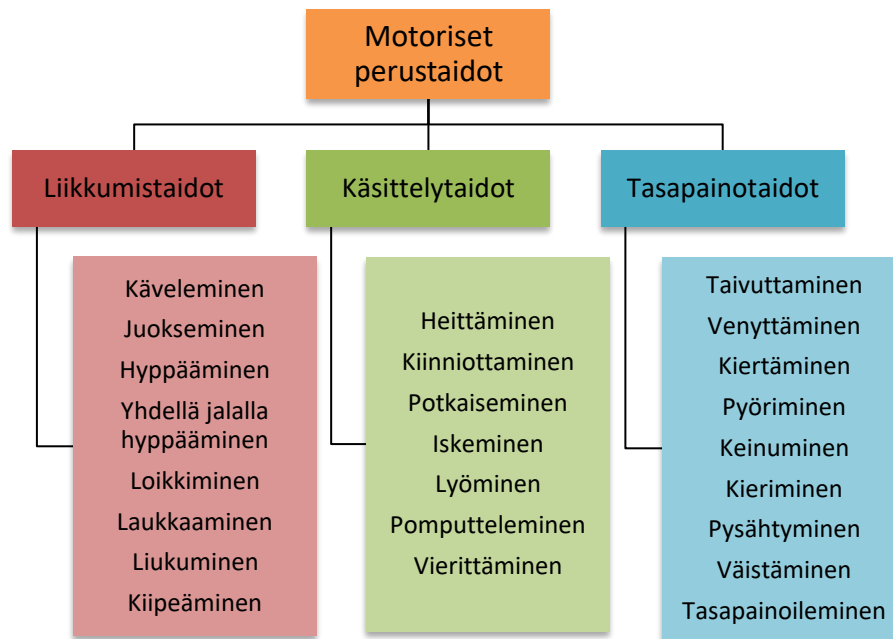 Motoriset
perustaidot
Liikkumistaidot
Käsittelytaidot
Tasapainotaidot
Käveleminen
Juokseminen
Hyppääminen
Yhdellä jalalla
hyppääminen
Loikkiminen
Laukkaaminen
Liukuminen
Kiipeäminen
Heittäminen
Kiinniottaminen
Potkaiseminen
Iskeminen
Lyöminen
Pomputteleminen
Vierittäminen
Taivuttaminen
Venyttäminen
Kiertäminen
Pyöriminen
Keinuminen
Kieriminen
Pysähtyminen
Väistäminen
Tasapainoileminen